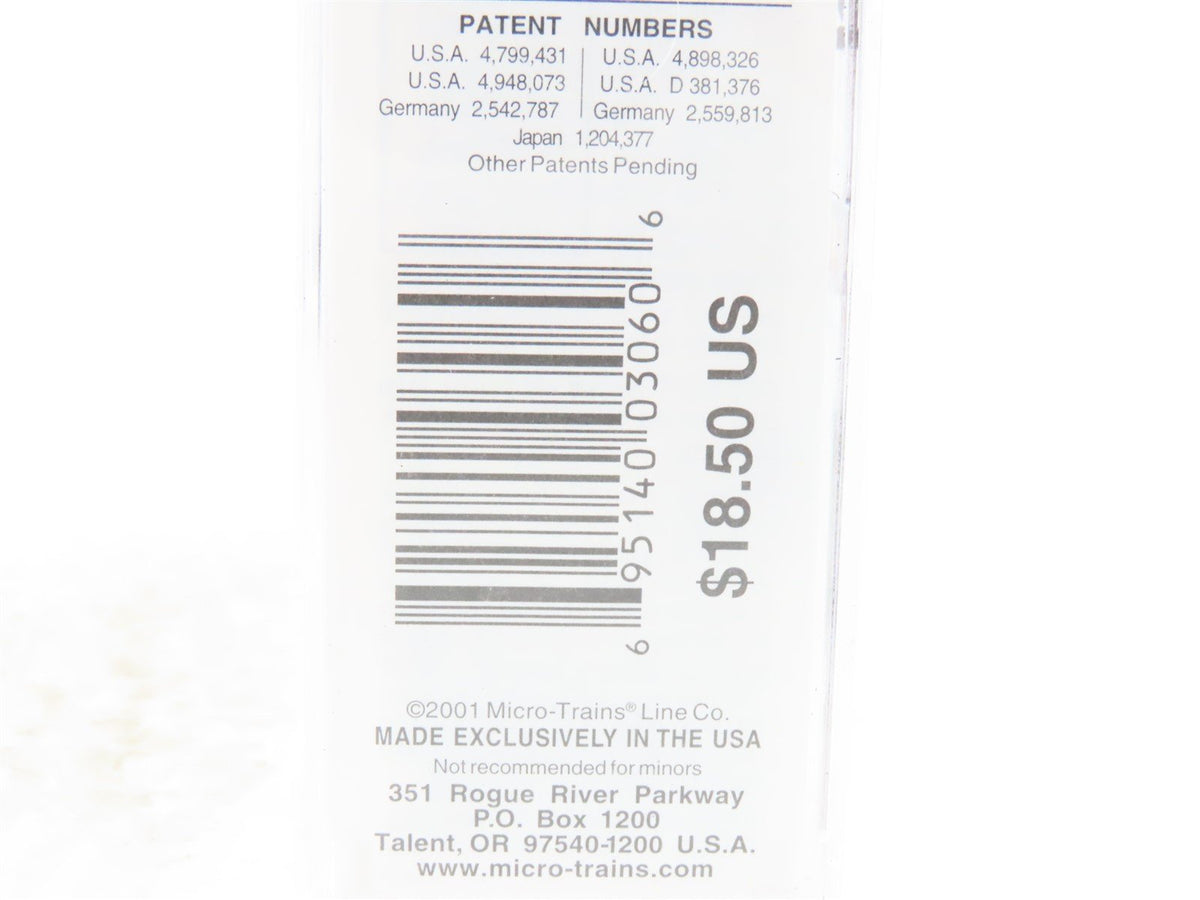 PATENT NUMBERS
U.S.A. 4,799,431 | U.S.A. 4,898,326
U.S.A. 4,948,073 | U.S.A. D 381,376
Germany 2,542,787 | Germany 2,559,813
Japan 1,204,377
Other Patents Pending
6 95140 03060 6
$18.50 US
©2001 Micro-Trains® Line Co.
MADE EXCLUSIVELY IN THE USA
Not recommended for minors
351 Rogue River Parkway
P.O. Box 1200
Talent, OR 97540-1200 U.S.A.
www.micro-trains.com